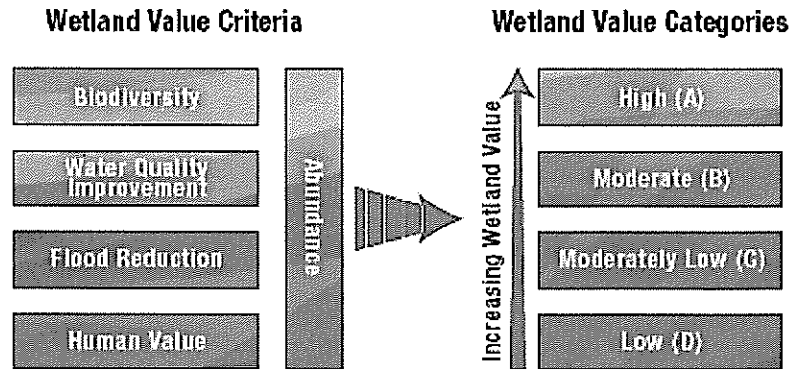 Wetland Value Criteria
Biodiversity
Water Quality
Improvement
Flood Reduction
Human Value
Abundance
Wetland Value Categories
Increasing Wetland Value
High (A)
Moderate (B)
Moderately Low (C)
Low (D)